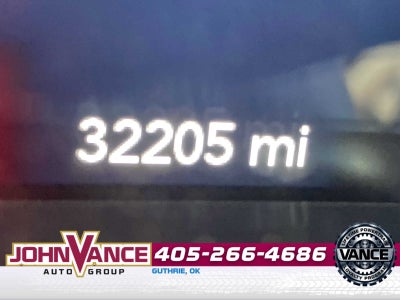 32205 mi
JOHN VANCE
AUTO GROUP
405-266-4686
GUTHRIE, OK
VANCE